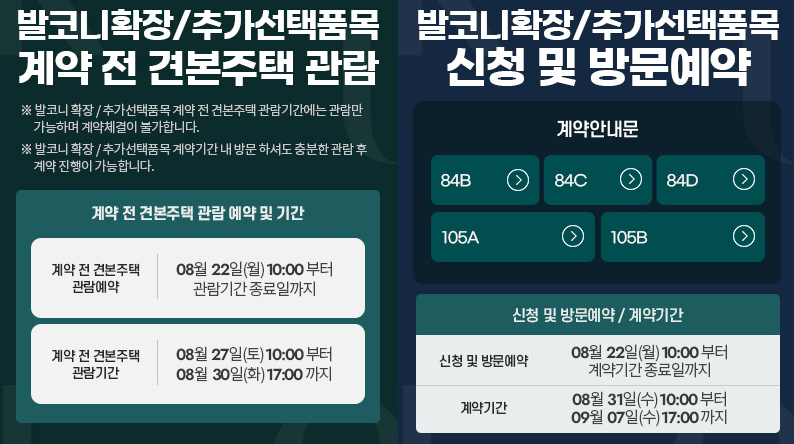 발코니확장/추가선택품목
계약 전 견본주택 관람
※ 발코니 확장 / 추가선택품목 계약 전 견본주택 관람기간에는 관람만
가능하며 계약체결이 불가합니다.
※ 발코니 확장 / 추가선택품목 계약기간 내 방문 하셔도 충분한 관람 후
계약 진행이 가능합니다.
계약 전 견본주택 관람 예약 및 기간
계약 전 견본주택
관람예약
08월 22일(월) 10:00 부터
관람기간 종료일까지
계약 전 견본주택
관람기간
08월 27일(토) 10:00 부터
08월 30일(화) 17:00 까지
발코니확장/추가선택품목
신청 및 방문예약
계약안내문
84B
84C
84D
105A
105B
신청 및 방문예약 / 계약기간
신청 및 방문예약
08월 22일(월) 10:00 부터
계약기간 종료일까지
계약기간
08월 31일(수) 10:00 부터
09월 07일(수) 17:00 까지